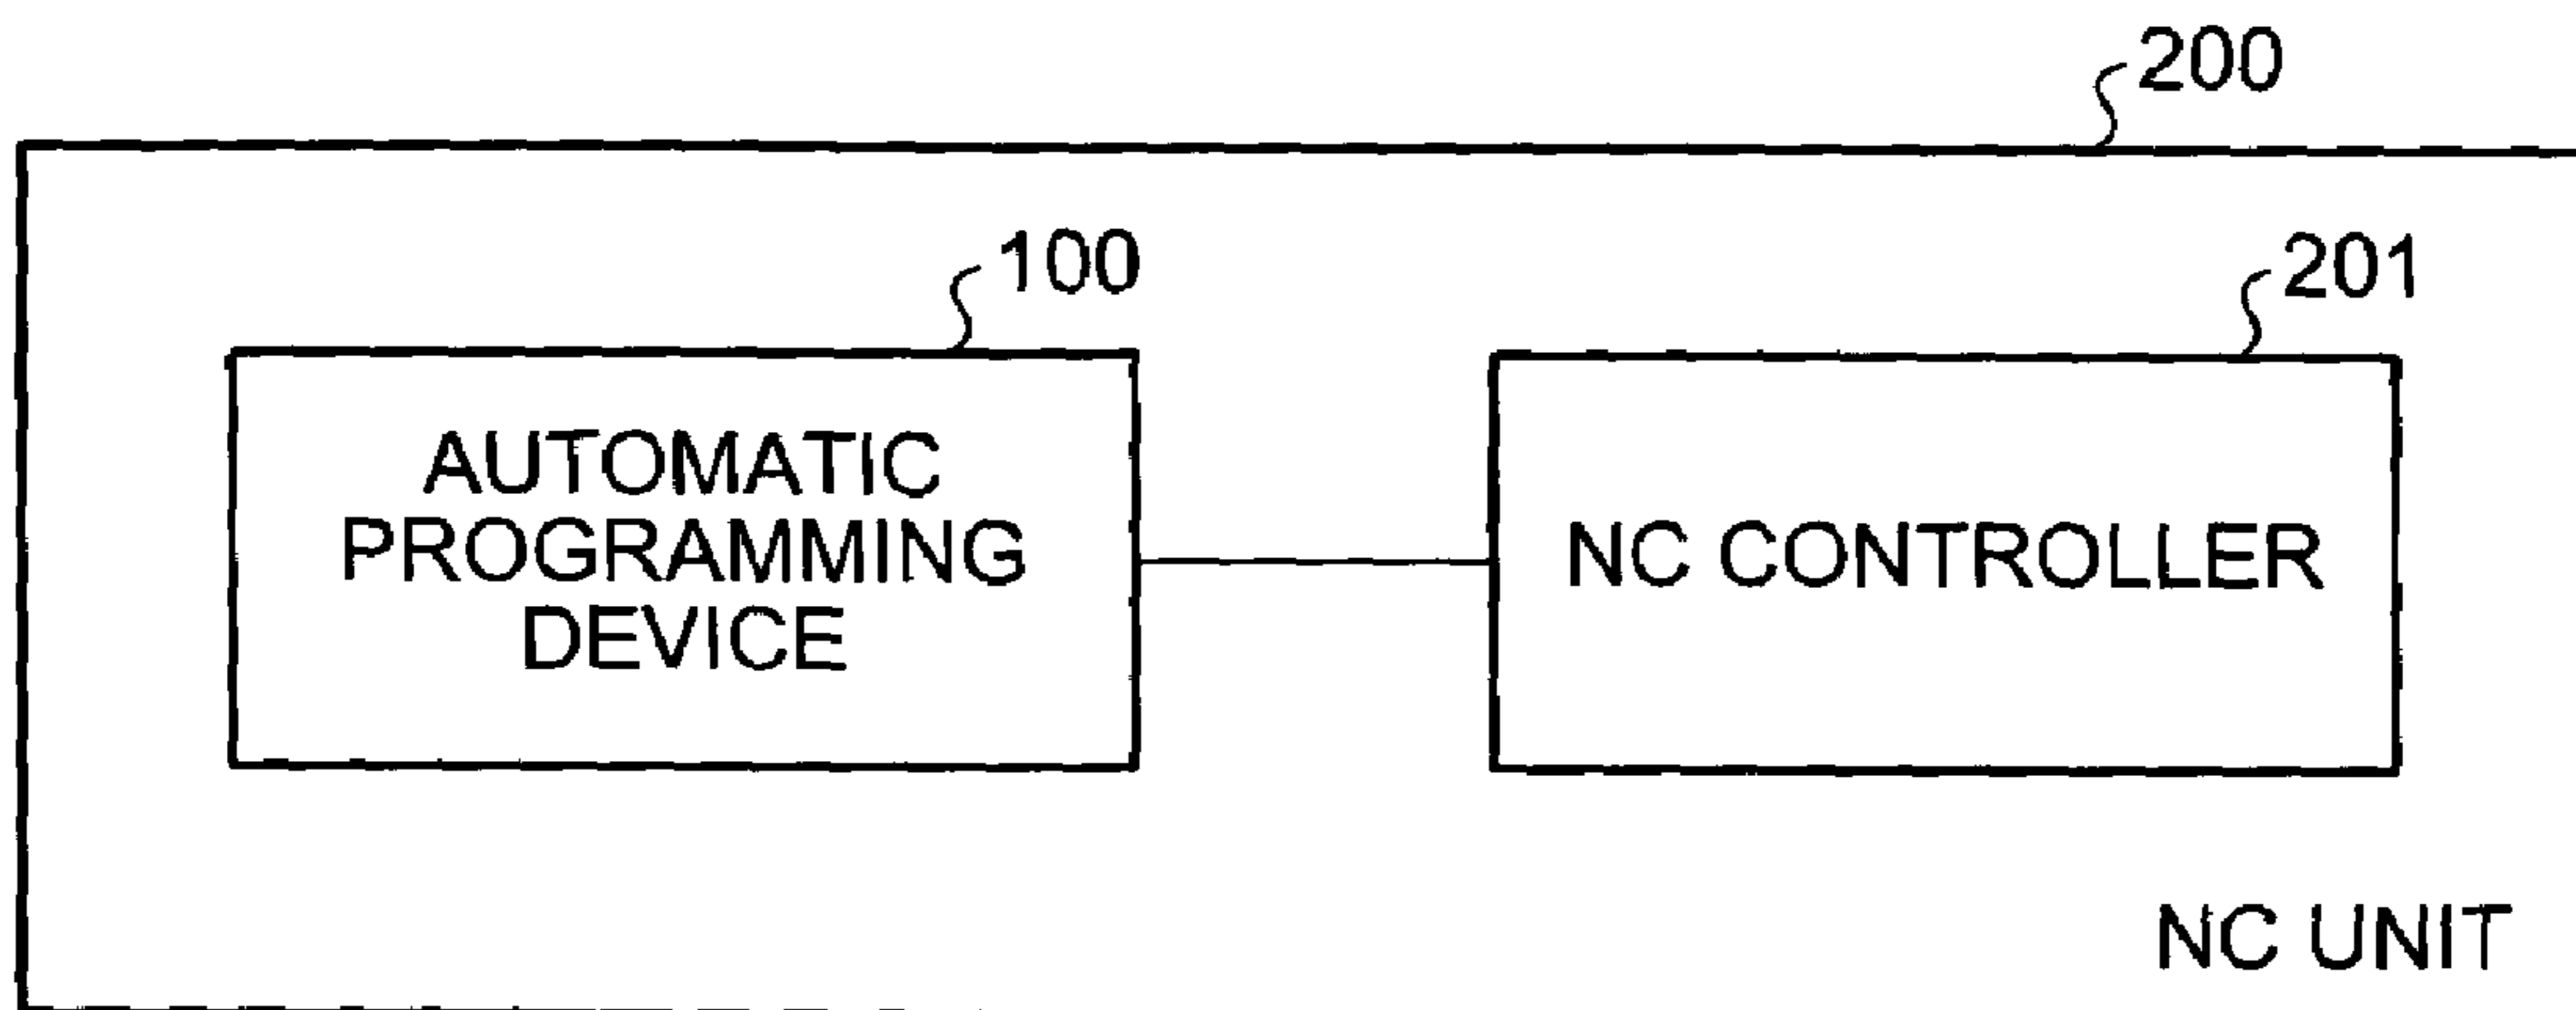 200
100
201
AUTOMATIC
PROGRAMMING
DEVICE
NC CONTROLLER
NC UNIT